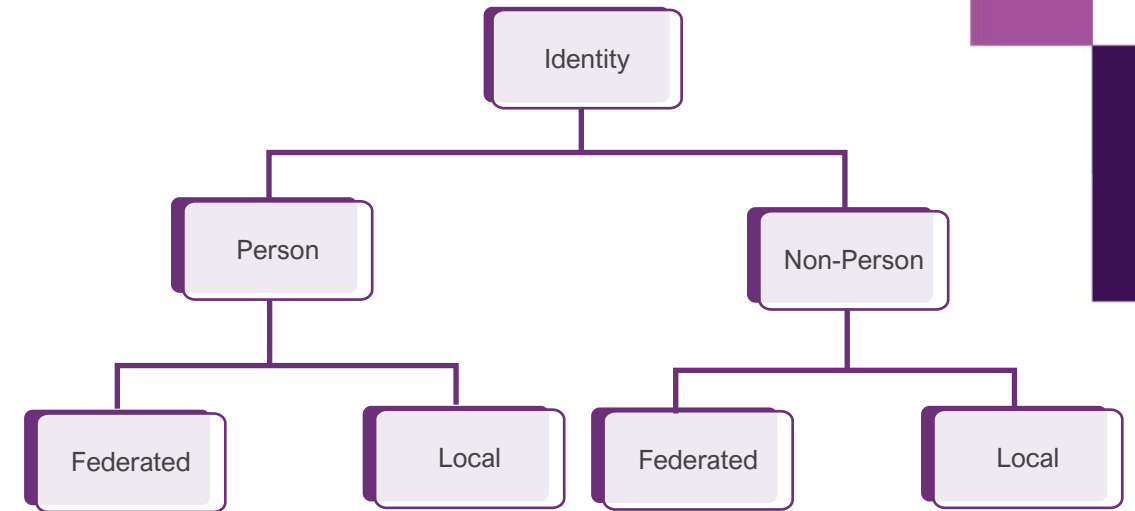 Identity
Person
Non-Person
Federated
Local
Federated
Local